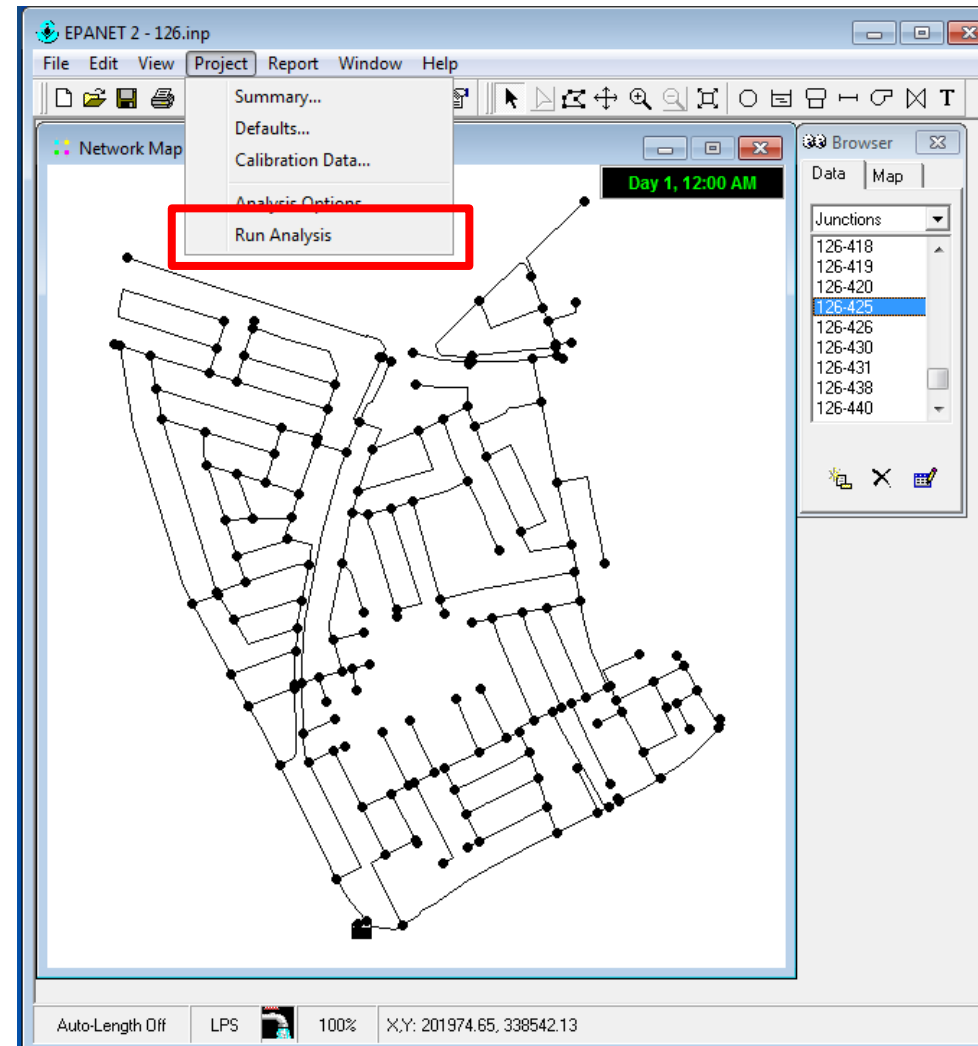 EPANET 2 - 126.inp
File Edit View Project Report Window Help
T
Summary...
Defaults...
Calibration Data...
Analysis Options...
Run Analysis
Network Map
Day 1, 12:00 AM
Browser
Data Map
Junctions
126-418
126-419
126-420
126-425
126-426
126-430
126-431
126-438
126-440
Auto-Length Off LPS 100% X,Y: 201974.65, 338542.13